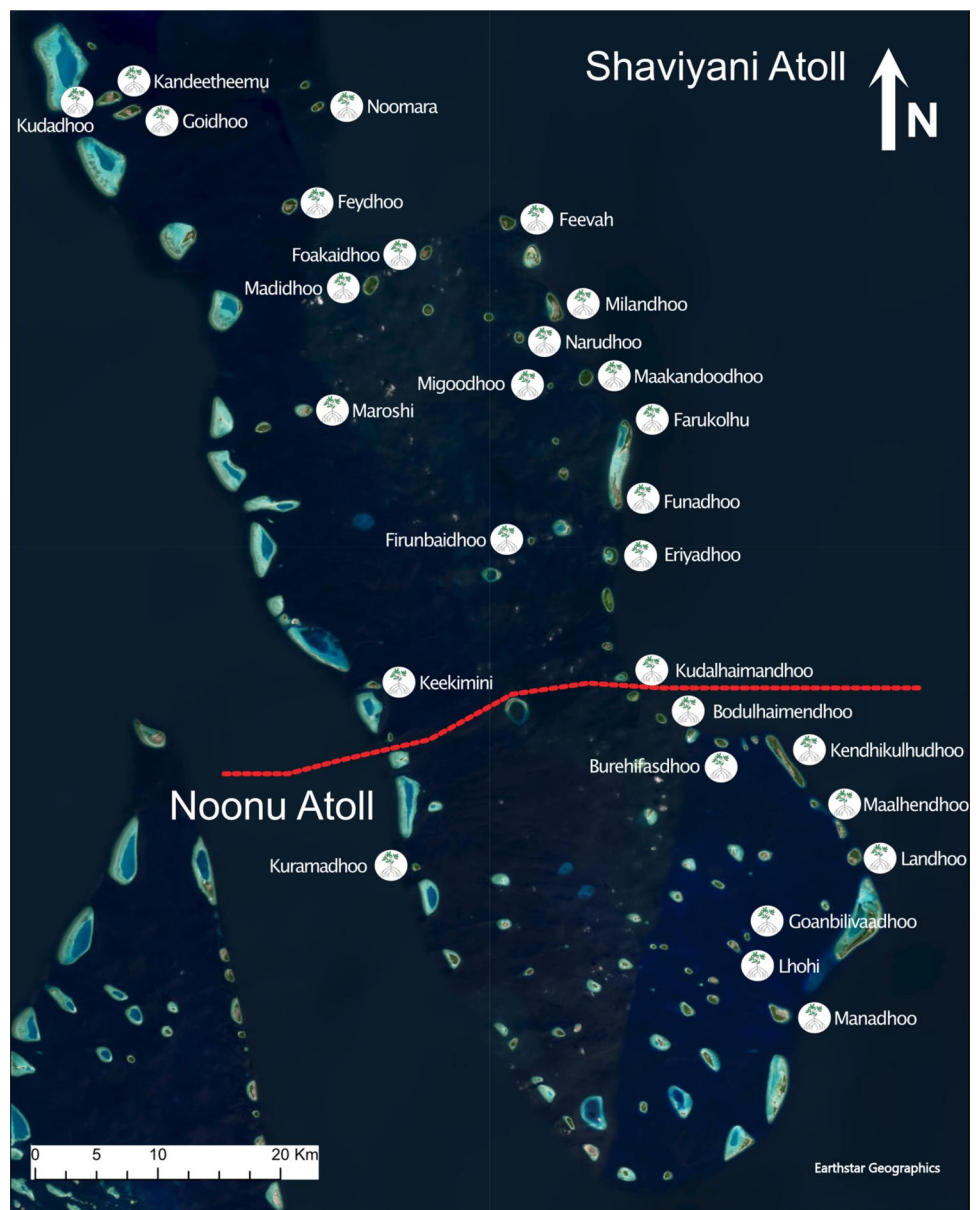 Shaviyani Atoll
N
Kandeetheemu
Kudadhoo
Goidhoo
Noomara
Feydhoo
Feevah
Foakaidhoo
Madidhoo
Milandhoo
Narudhoo
Migoodhoo
Maakandoodhoo
Maroshi
Farukolhu
Funadhoo
Firunbaidhoo
Eriyadhoo
Kudalhaimandhoo
Keekimini
Bodulhaimendhoo
Kendhikulhudhoo
Burehifasdhoo
Noonu Atoll
Maalhendhoo
Kuramadhoo
Landhoo
Goanbilivaadhoo
Lhohi
Manadhoo
0 5 10 20 Km
Earthstar Geographics